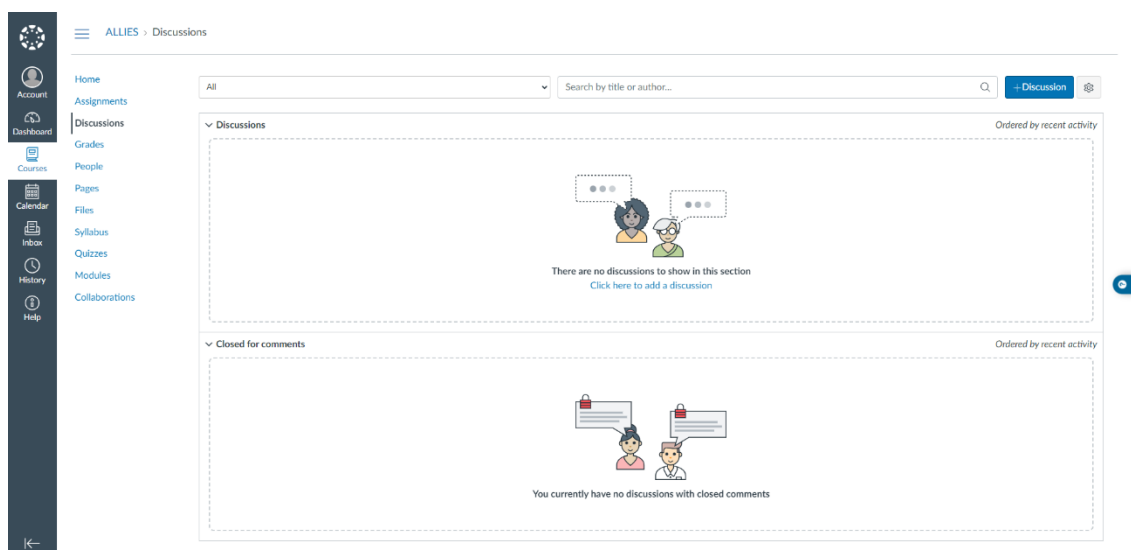 ALLIES › Discussions
Account
Dashboard
Courses
Calendar
Inbox
History
Help
Home
Assignments
Discussions
Grades
People
Pages
Files
Syllabus
Quizzes
Modules
Collaborations
All
Search by title or author...
+Discussion
Discussions
Ordered by recent activity
There are no discussions to show in this section
Click here to add a discussion
Closed for comments
Ordered by recent activity
You currently have no discussions with closed comments